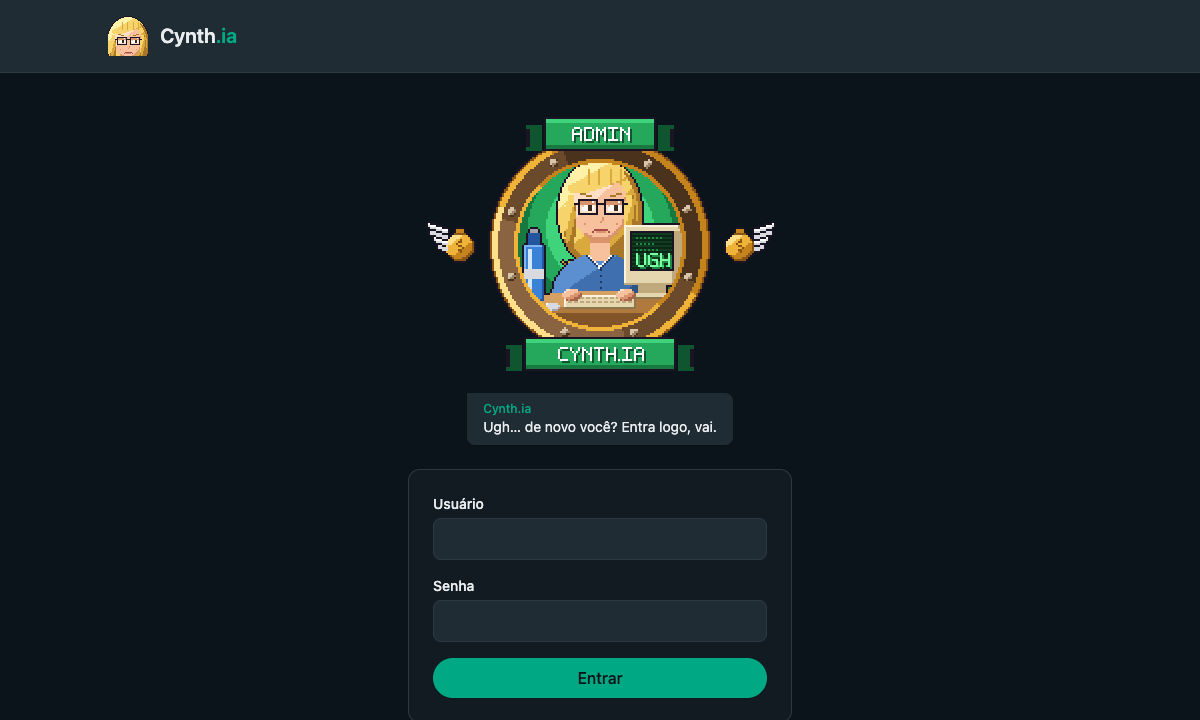 Cynth.ia
ADMIN
UGH
CYNTH.IA
Cynth.ia
Ugh... de novo você? Entra logo, vai.
Usuário
Senha
Entrar